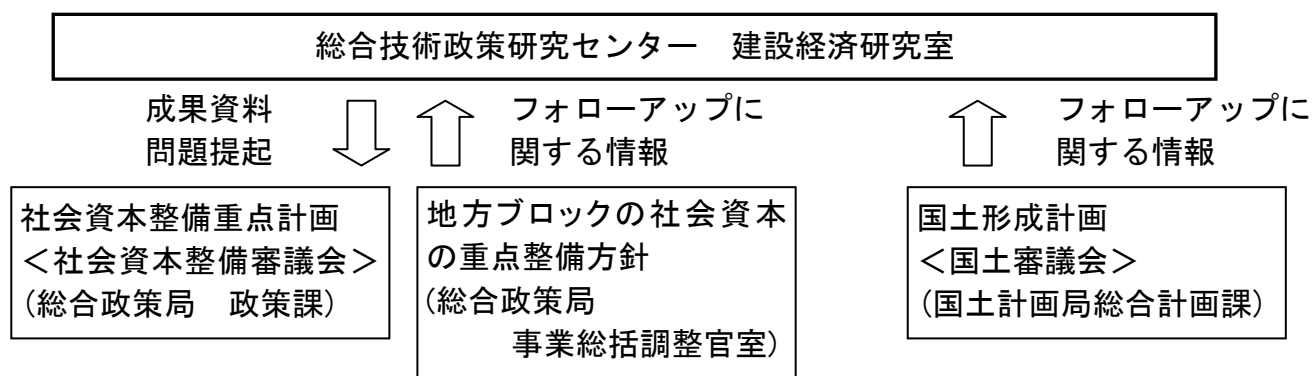 総合技術政策研究センター　建設経済研究室
成果資料
問題提起
フォローアップに
関する情報
フォローアップに
関する情報
社会資本整備重点計画
＜社会資本整備審議会＞
(総合政策局　政策課)
地方ブロックの社会資本
の重点整備方針
(総合政策局
事業総括調整官室)
国土形成計画
＜国土審議会＞
(国土計画局総合計画課)